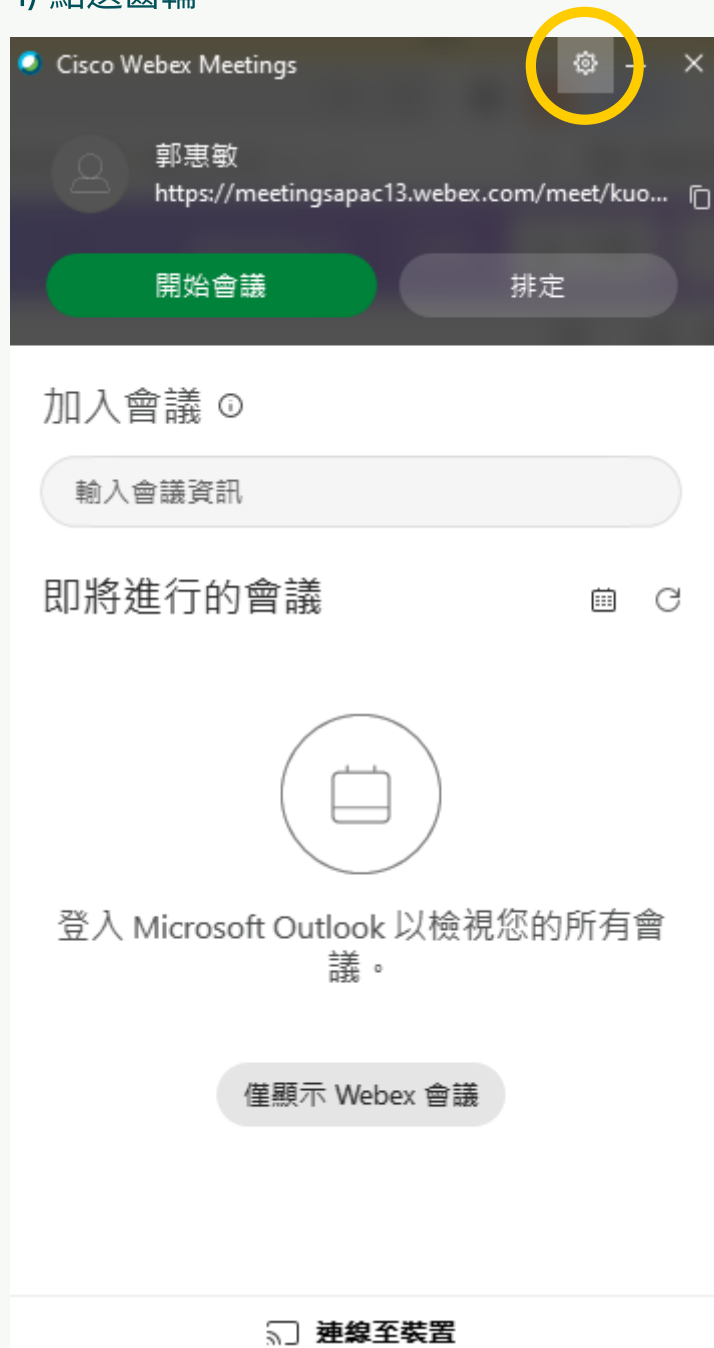 Cisco Webex Meetings
郭惠敏
https://meetingsapac13.webex.com/meet/kuo...
開始會議
排定
加入會議
輸入會議資訊
即將進行的會議
登入 Microsoft Outlook 以檢視您的所有會
議。
僅顯示 Webex 會議
連線至裝置